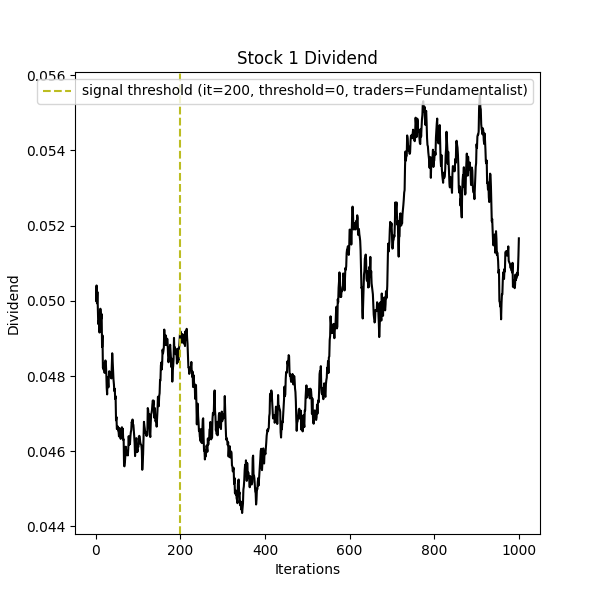 Stock 1 Dividend
signal threshold (it=200, threshold=0, traders=Fundamentalist)
0.056
0.054
0.052
0.050
0.048
0.046
0.044
Dividend
0 200 400 600 800 1000
Iterations